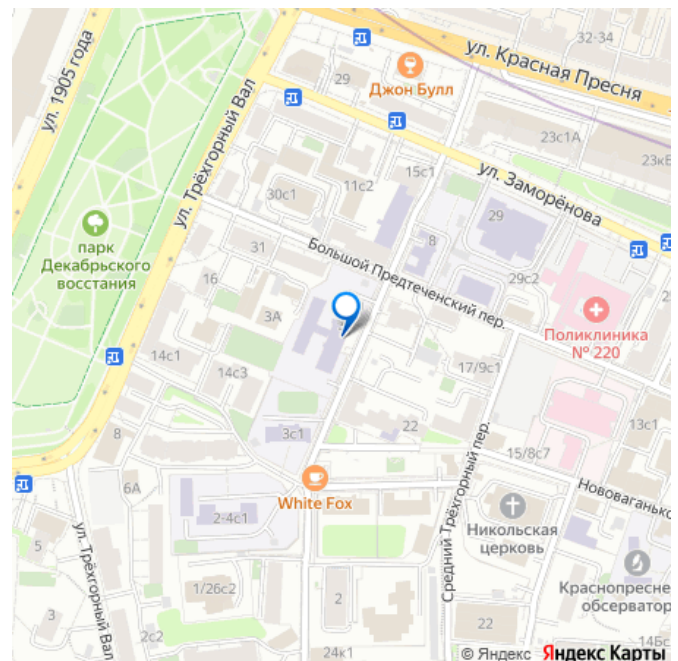 32-34
ул. Красная Пресня
29
Джон Булл
ул. 1905 года
ул. Трёхгорный Вал
23с1А
23кБ
15с1
11с2
ул. Заморёнова
30с1
29
8
31
Большой Предтеченский пер.
29с2
парк
Декабрьского
восстания
16
3А
Поликлиника
№ 220
14с1
14с3
17/9с1
3с1
22
13с1
8
15/8с7
6А
White Fox
Нововаганько
2-4с1
Средний Трёхгорный пер.
Никольская
церковь
5
ул. Трёхгорный Вал
1/26с2
2
Краснопресне
обсерватор
3
22
2с2
24к1
14Бс
© Яндекс Яндекс Карты